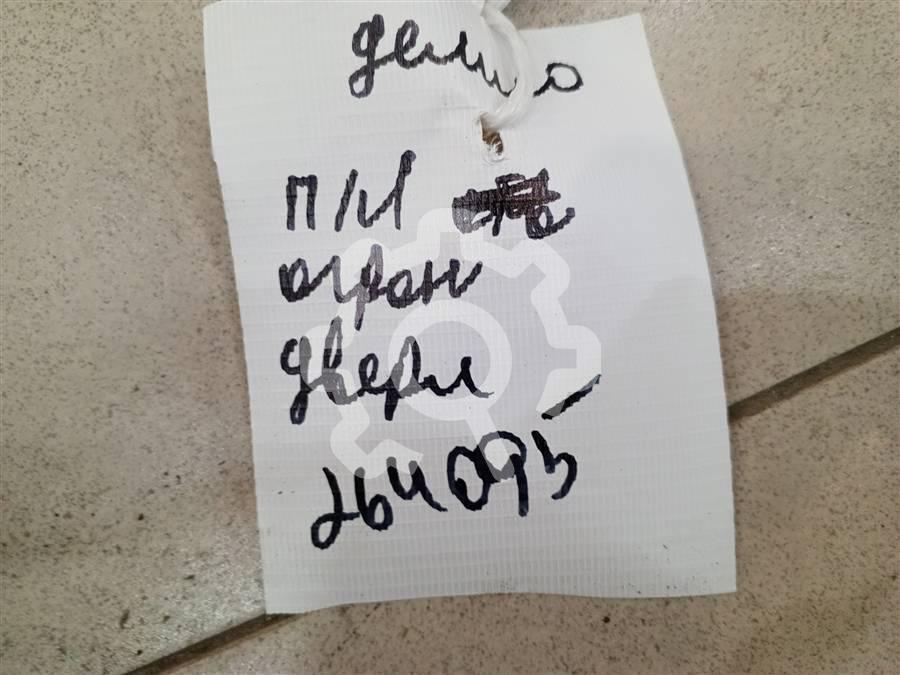 П/Л
огран
двери
264095